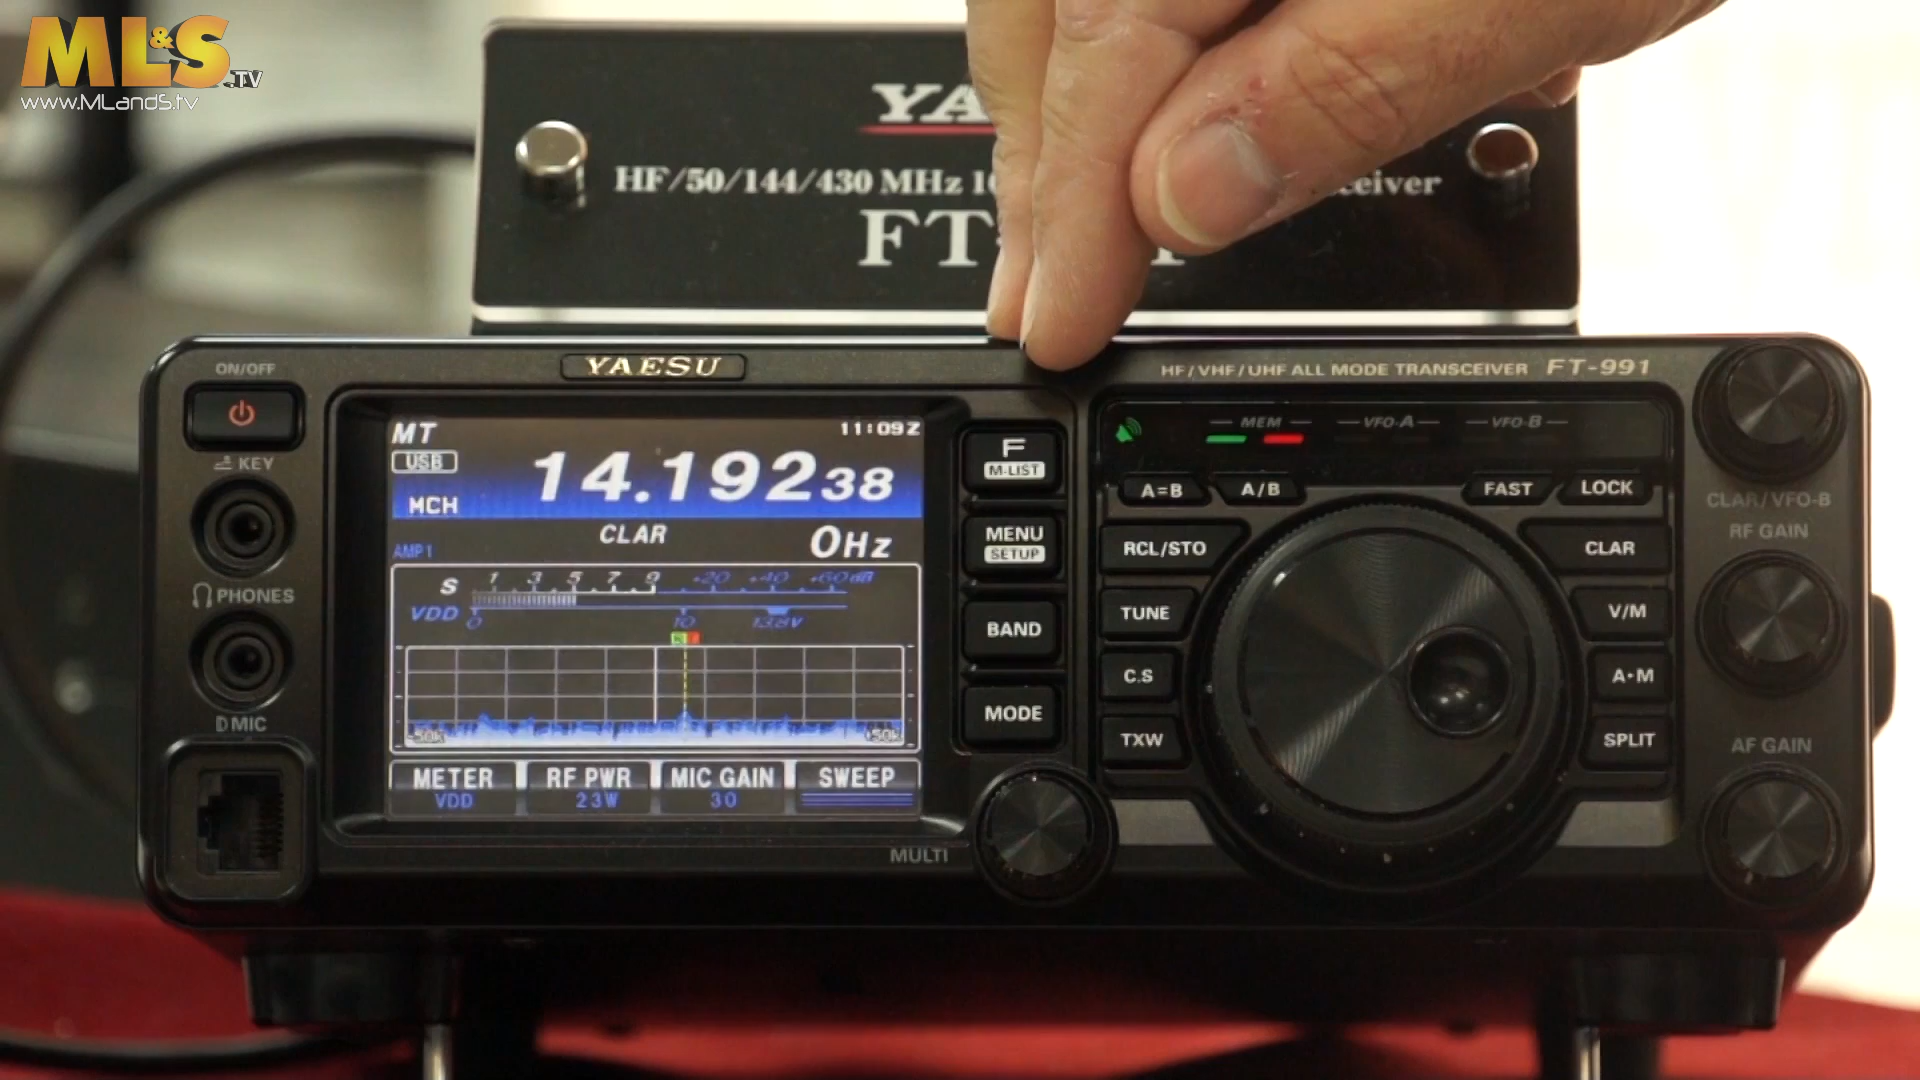 ML&S.TV
www.MLandS.tv
YA
HF/50/144/430 MHz 10 ceiver
FT-
YAESU
HF/VHF/UHF ALL MODE TRANSCEIVER FT-991
ON/OFF
KEY
PHONES
MIC
MT 11:09Z
USB
14.19238
MCH
CLAR 0Hz
AMP1
S 1 3 5 7 9 +20 +40 +60dB
VDD 0 10 13.8V
-50k +50k
METER RF PWR MIC GAIN SWEEP
VDD 23W 30
F
M-LIST
MENU
SETUP
BAND
MODE
MULTI
MEM VFO-A VFO-B
A=B A/B FAST LOCK
RCL/STO CLAR
TUNE V/M
C.S A▸M
TXW SPLIT
CLAR/VFO-B
RF GAIN
AF GAIN